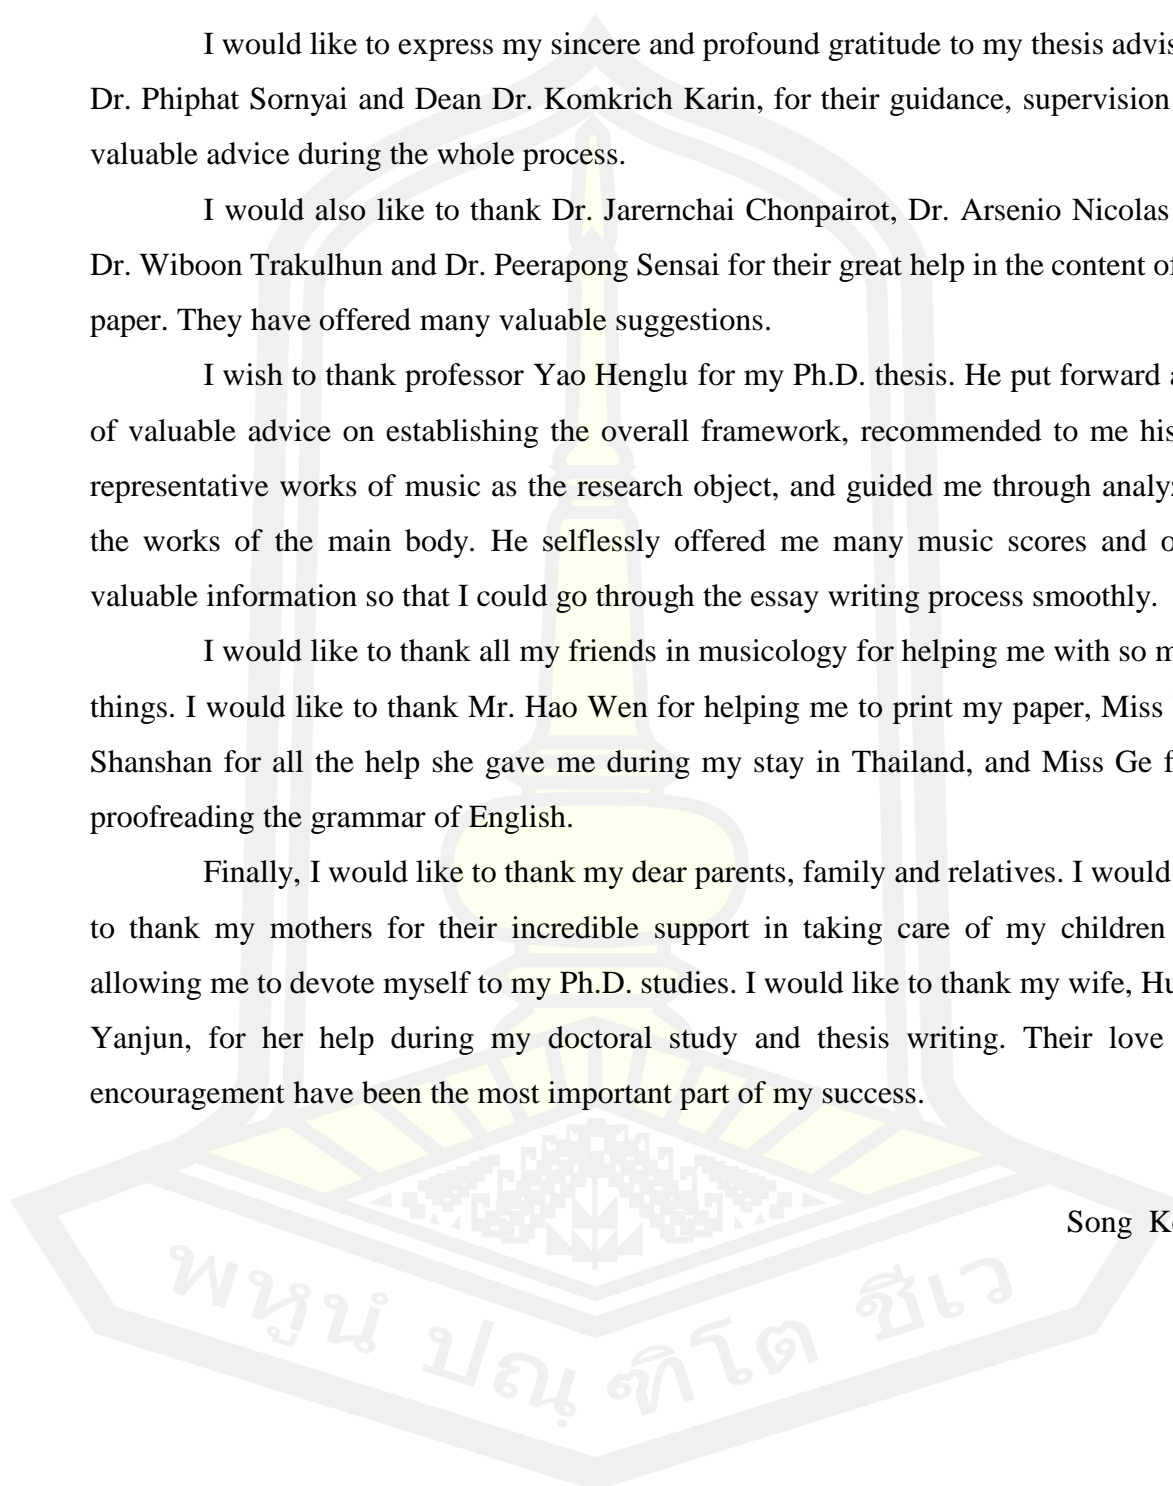 I would like to express my sincere and profound gratitude to my thesis
Dr. Phiphat Sornyai and Dean Dr. Komkrich Karin, for their guidance, supervision
valuable advice during the whole process.
I would also like to thank Dr. Jarernchai Chonpairot, Dr. Arsenio Nicolas
Dr. Wiboon Trakulhun and Dr. Peerapong Sensai for their great help in the content
paper. They have offered many valuable suggestions.
I wish to thank professor Yao Henglu for my Ph.D. thesis. He put forward
of valuable advice on establishing the overall framework, recommended to me his
representative works of music as the research object, and guided me through
the works of the main body. He selflessly offered me many music scores and
valuable information so that I could go through the essay writing process smoothly.
I would like to thank all my friends in musicology for helping me with so
things. I would like to thank Mr. Hao Wen for helping me to print my paper, Miss
Shanshan for all the help she gave me during my stay in Thailand, and Miss Ge
proofreading the grammar of English.
Finally, I would like to thank my dear parents, family and relatives. I would
to thank my mothers for their incredible support in taking care of my children
allowing me to devote myself to my Ph.D. studies. I would like to thank my wife,
Yanjun, for her help during my doctoral study and thesis writing. Their love
encouragement have been the most important part of my success.
Song
พหูนํ ปณฺฑิโต ชีเว